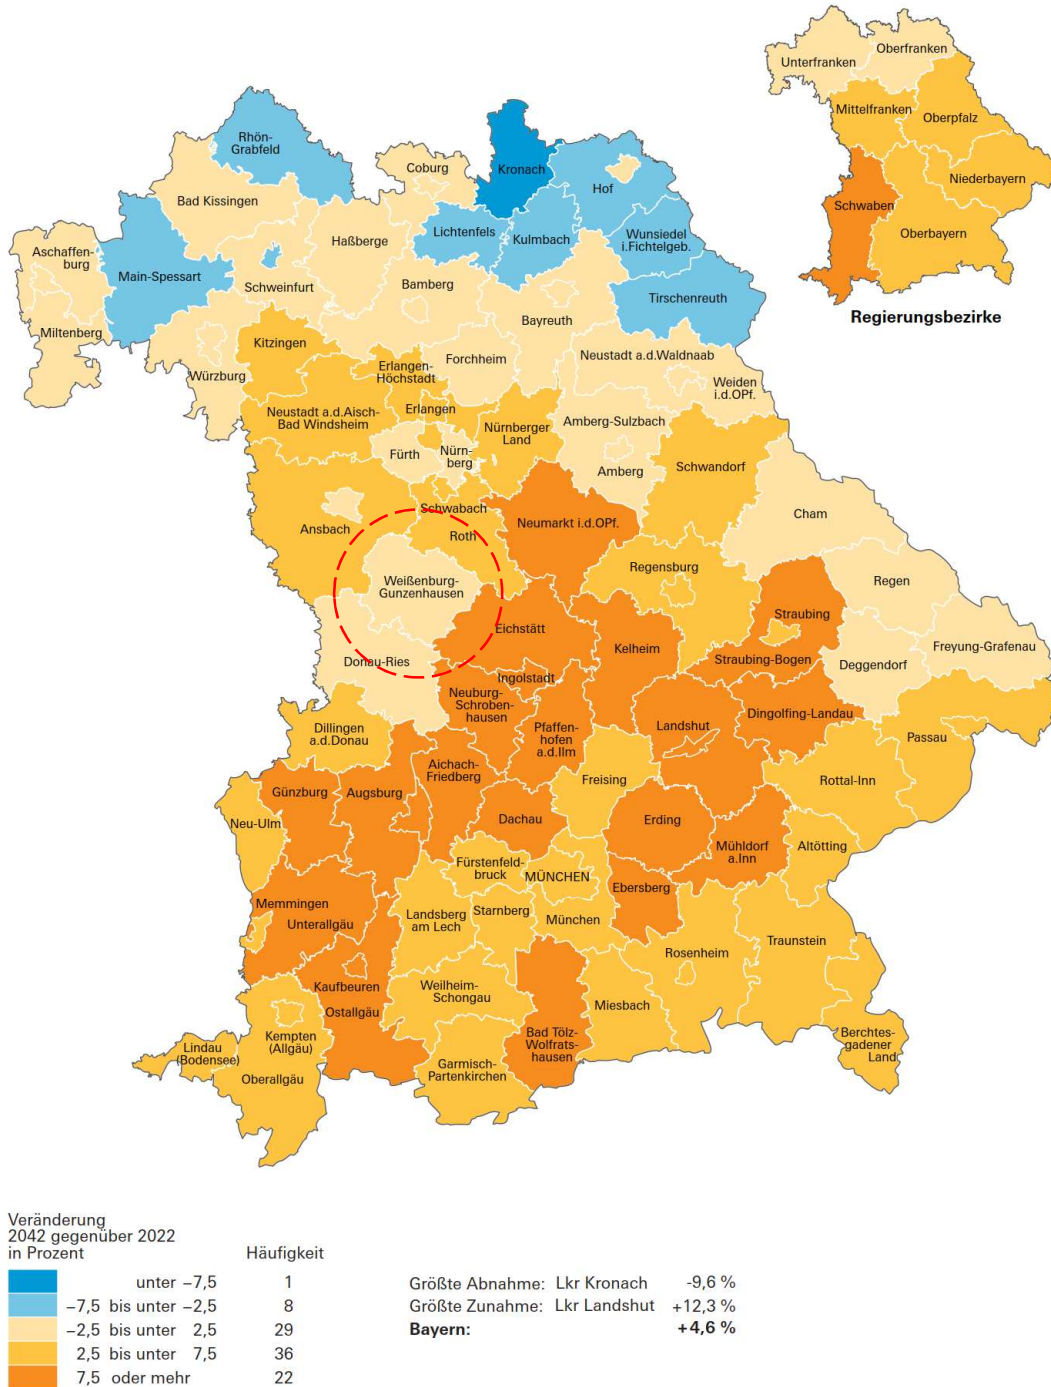 Unterfranken
Oberfranken
Mittelfranken
Oberpfalz
Niederbayern
Schwaben
Oberbayern
Regierungsbezirke
Rhön-
Grabfeld
Coburg
Kronach
Hof
Bad Kissingen
Lichtenfels
Kulmbach
Wunsiedel
i.Fichtelgeb.
Aschaffen-
burg
Main-Spessart
Haßberge
Schweinfurt
Bamberg
Tirschenreuth
Miltenberg
Bayreuth
Kitzingen
Würzburg
Forchheim
Erlangen-
Höchstadt
Neustadt a.d.Waldnaab
Weiden
i.d.OPf.
Neustadt a.d.Aisch-
Bad Windsheim
Erlangen
Nürnberger
Land
Amberg-Sulzbach
Fürth
Nürn-
berg
Amberg
Schwandorf
Ansbach
Schwabach
Roth
Neumarkt i.d.OPf.
Cham
Weißenburg-
Gunzenhausen
Regensburg
Regen
Straubing
Eichstätt
Kelheim
Freyung-Grafenau
Donau-Ries
Straubing-Bogen
Deggendorf
Ingolstadt
Neuburg-
Schroben-
hausen
Dillingen
a.d.Donau
Pfaffen-
hofen
a.d.Ilm
Landshut
Dingolfing-Landau
Passau
Aichach-
Friedberg
Freising
Rottal-Inn
Günzburg
Augsburg
Neu-Ulm
Dachau
Erding
Mühldorf
a.Inn
Altötting
Fürstenfeld-
bruck
MÜNCHEN
Ebersberg
Memmingen
Unterallgäu
Landsberg
am Lech
Starnberg
München
Traunstein
Rosenheim
Kaufbeuren
Ostallgäu
Weilheim-
Schongau
Miesbach
Bad Tölz-
Wolfrats-
hausen
Berchtes-
gadener
Land
Kempten
(Allgäu)
Lindau
(Bodensee)
Oberallgäu
Garmisch-
Partenkirchen
Veränderung
2042 gegenüber 2022
in Prozent Häufigkeit
unter −7,5 1
−7,5 bis unter −2,5 8
−2,5 bis unter 2,5 29
2,5 bis unter 7,5 36
7,5 oder mehr 22
Größte Abnahme: Lkr Kronach -9,6 %
Größte Zunahme: Lkr Landshut +12,3 %
Bayern: +4,6 %